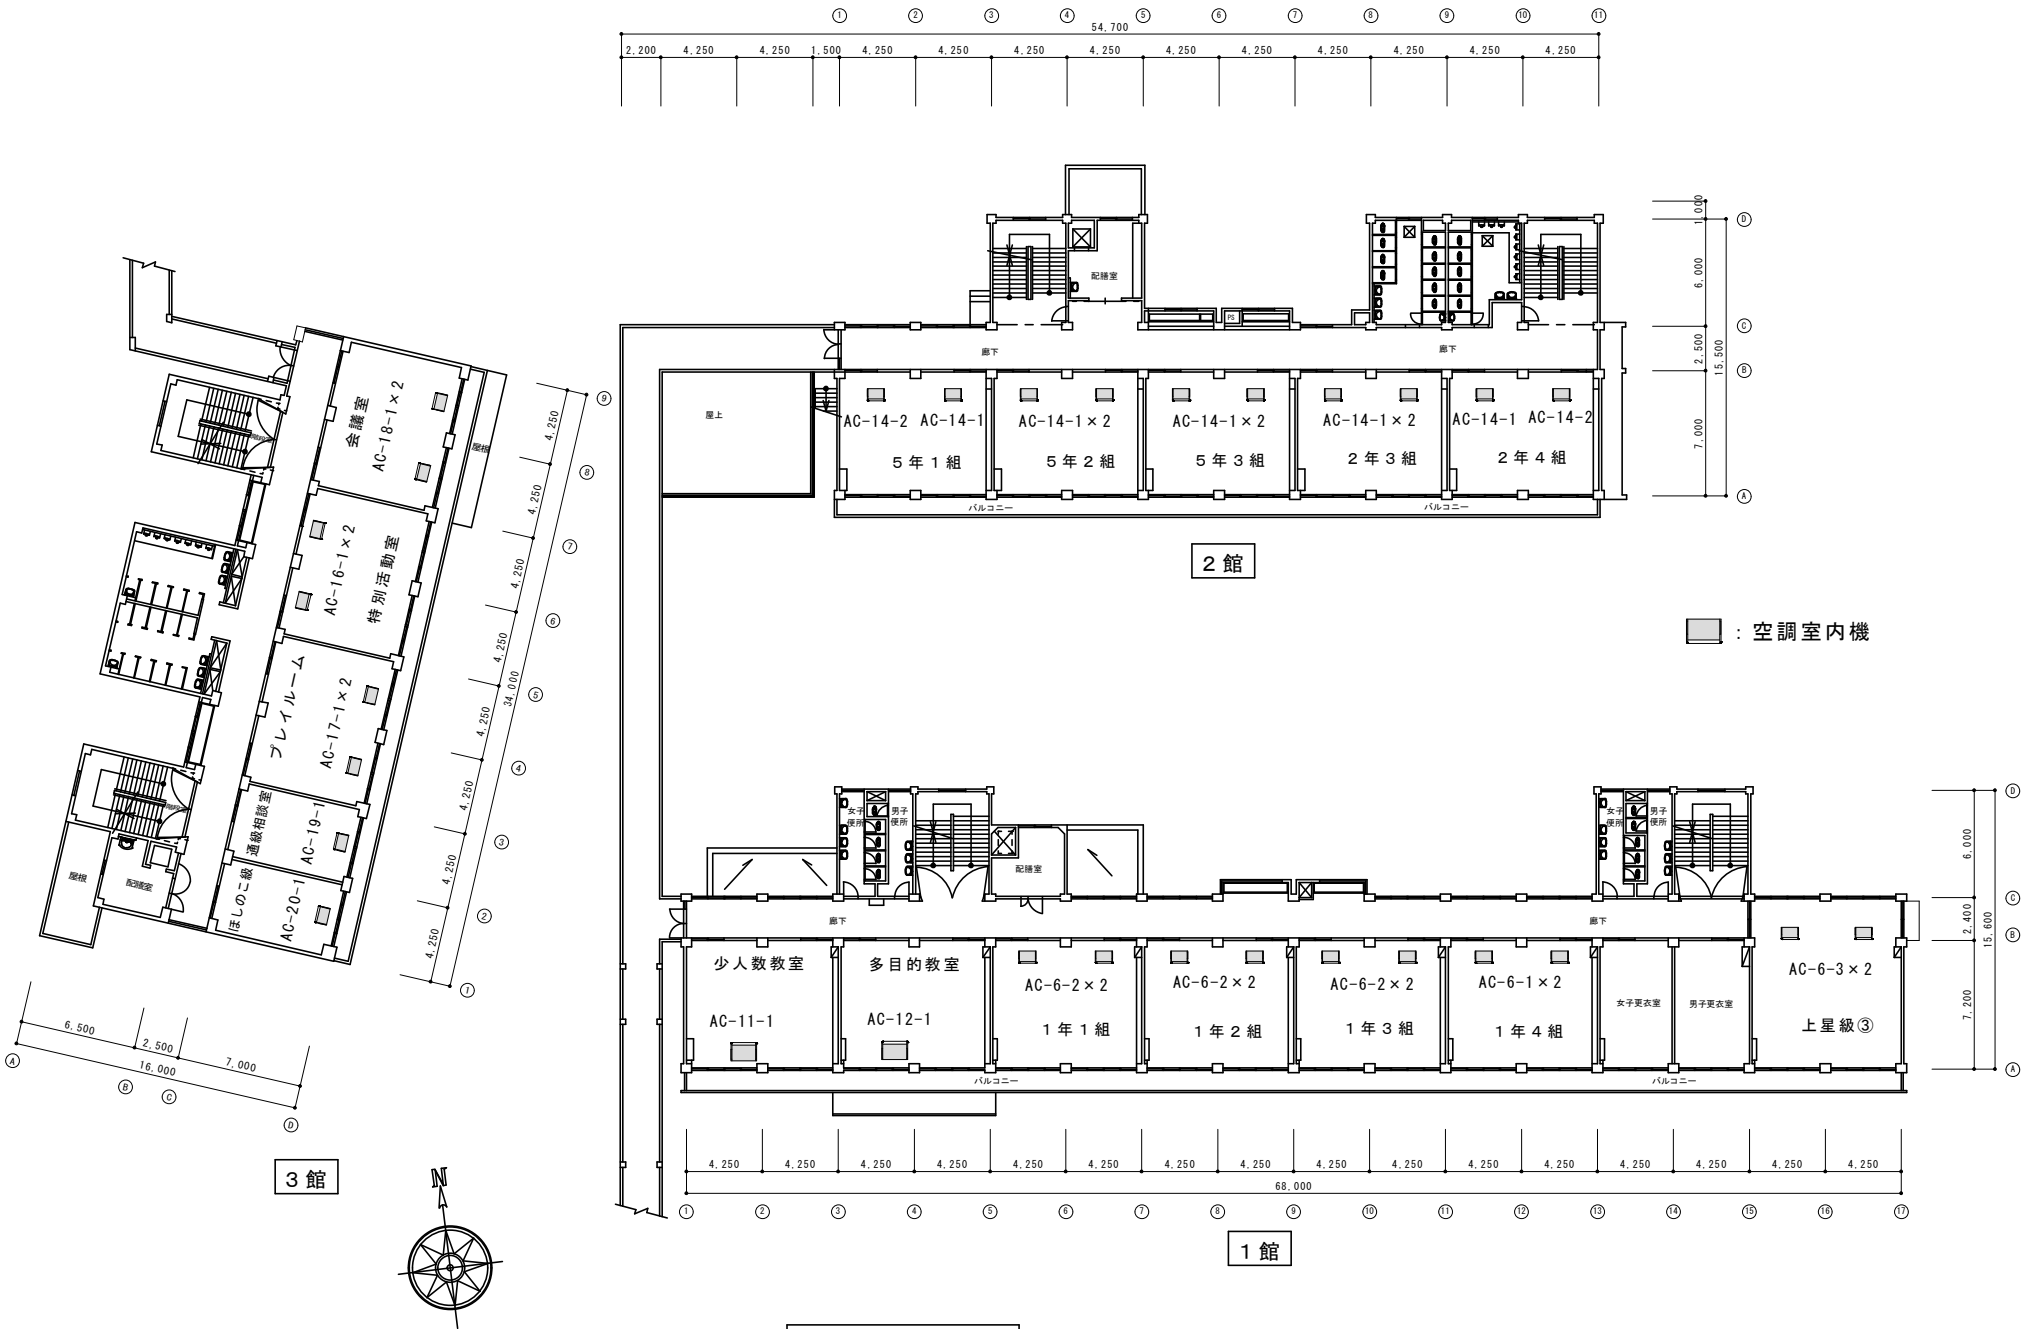 ① ② ③ ④ ⑤ ⑥ ⑦ ⑧ ⑨ ⑩ ⑪
54,700
2,200 4,250 4,250 1,500 4,250 4,250 4,250 4,250 4,250 4,250 4,250 4,250 4,250 4,250
配膳室
PS
廊下 廊下
屋上
AC-14-2 AC-14-1 AC-14-1×2 AC-14-1×2 AC-14-1×2 AC-14-1 AC-14-2
5年1組 5年2組 5年3組 2年3組 2年4組
バルコニー バルコニー
1,000 6,000 2,500 7,000
15,500
D
C
B
A
2館
：空調室内機
会議室
AC-18-1×2
屋根
AC-16-1×2
特別活動室
プレイルーム
AC-17-1×2
通級相談室
AC-19-1
ほしのこ級
AC-20-1
階段室
階段室
屋根
配膳室
4,250 4,250 4,250 4,250 4,250 4,250 4,250 4,250
34,000
⑨ ⑧ ⑦ ⑥ ⑤ ④ ③ ② ①
6,500 2,500 7,000
16,000
A B C D
3館
N
女子便所 男子便所
配膳室
女子便所 男子便所
廊下 廊下
少人数教室 多目的教室
AC-11-1 AC-12-1 AC-6-2×2 AC-6-2×2 AC-6-2×2 AC-6-1×2 AC-6-3×2
1年1組 1年2組 1年3組 1年4組 女子更衣室 男子更衣室 上星級③
バルコニー バルコニー
6,000 2,400 7,200
15,600
D
C
B
A
4,250 4,250 4,250 4,250 4,250 4,250 4,250 4,250 4,250 4,250 4,250 4,250 4,250 4,250 4,250 4,250
68,000
① ② ③ ④ ⑤ ⑥ ⑦ ⑧ ⑨ ⑩ ⑪ ⑫ ⑬ ⑭ ⑮ ⑯ ⑰
1館